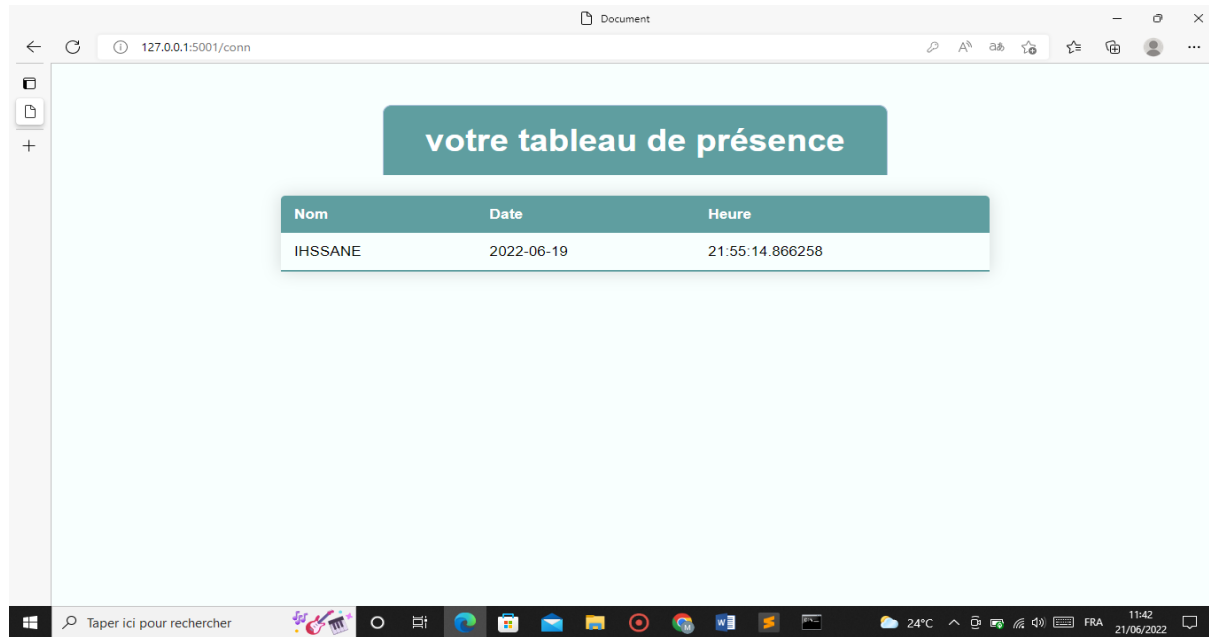 Document
127.0.0.1:5001/conn
votre tableau de présence
Nom Date Heure
IHSSANE 2022-06-19 21:55:14.866258
Taper ici pour rechercher
24°C
FRA
11:42
21/06/2022